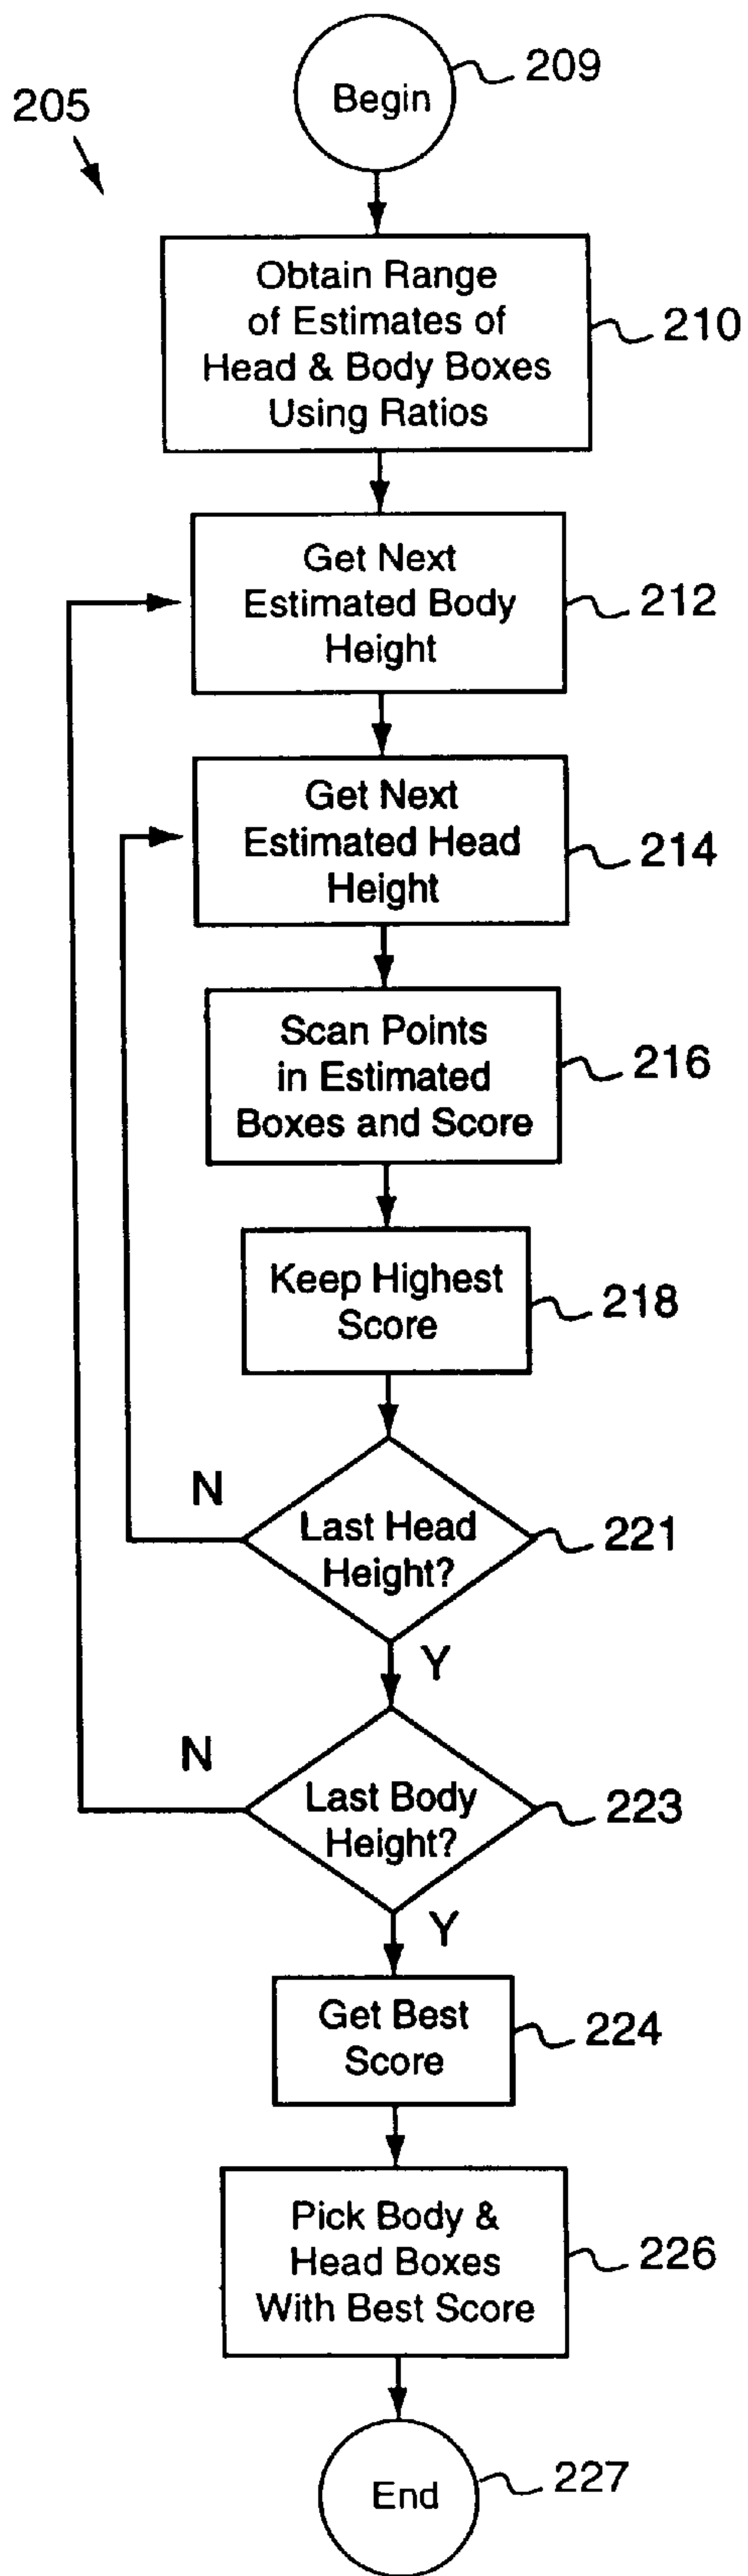 205
Begin
209
Obtain Range
of Estimates of
Head & Body Boxes
Using Ratios
210
Get Next
Estimated Body
Height
212
Get Next
Estimated Head
Height
214
Scan Points
in Estimated
Boxes and Score
216
Keep Highest
Score
218
N
Last Head
Height?
221
Y
N
Last Body
Height?
223
Y
Get Best
Score
224
Pick Body &
Head Boxes
With Best Score
226
End
227